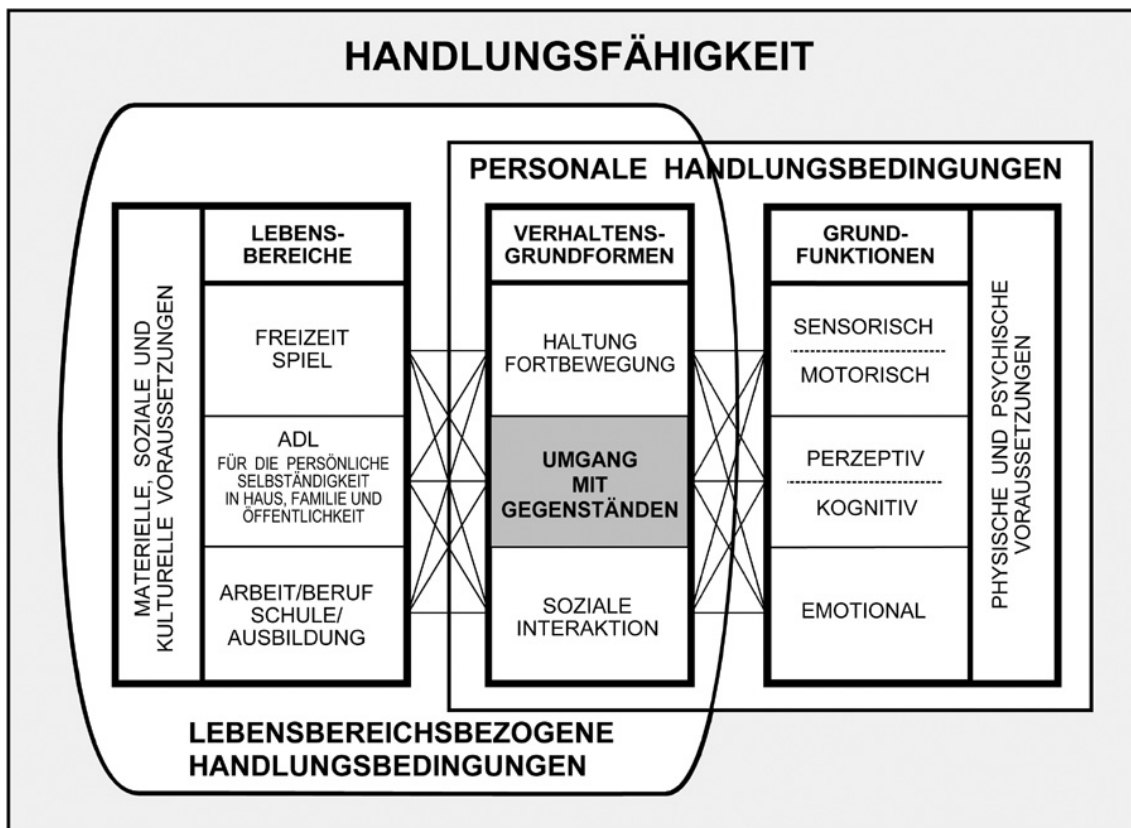 HANDLUNGSFÄHIGKEIT
PERSONALE HANDLUNGSBEDINGUNGEN
MATERIELLE, SOZIALE UND
KULTURELLE VORAUSSETZUNGEN
LEBENS-
BEREICHE
FREIZEIT
SPIEL
ADL
FÜR DIE PERSÖNLICHE
SELBSTÄNDIGKEIT
IN HAUS, FAMILIE UND
ÖFFENTLICHKEIT
ARBEIT/BERUF
SCHULE/
AUSBILDUNG
VERHALTENS-
GRUNDFORMEN
HALTUNG
FORTBEWEGUNG
UMGANG
MIT
GEGENSTÄNDEN
SOZIALE
INTERAKTION
GRUND-
FUNKTIONEN
SENSORISCH
MOTORISCH
PERZEPTIV
KOGNITIV
EMOTIONAL
PHYSISCHE UND PSYCHISCHE
VORAUSSETZUNGEN
LEBENSBEREICHSBEZOGENE
HANDLUNGSBEDINGUNGEN